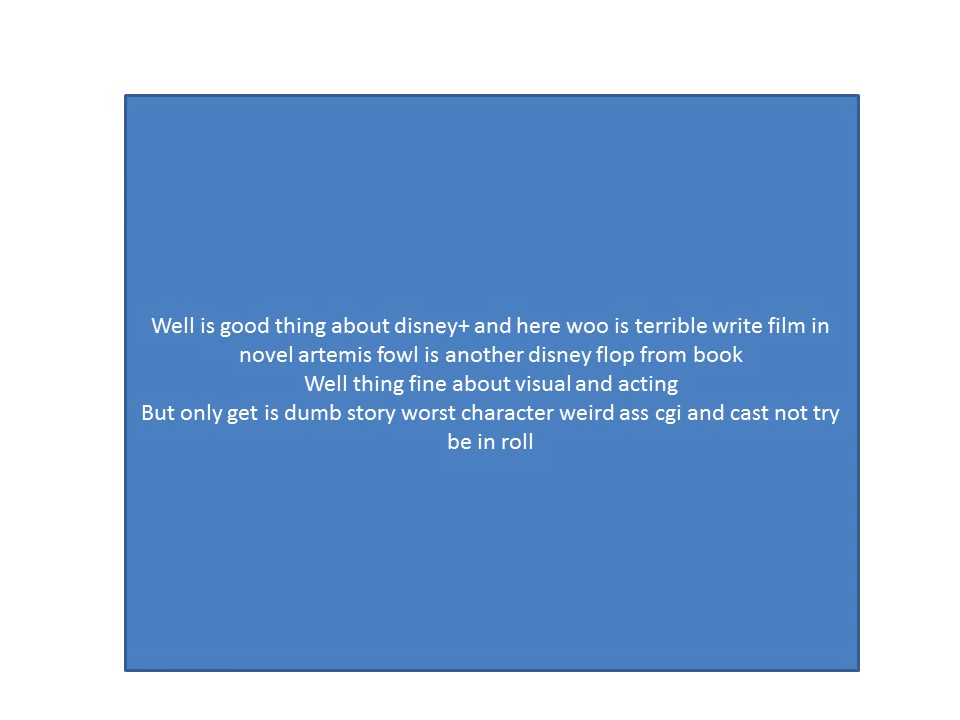 Well is good thing about disney+ and here woo is terrible write film in
novel artemis fowl is another disney flop from book
Well thing fine about visual and acting
But only get is dumb story worst character weird ass cgi and cast not try
be in roll